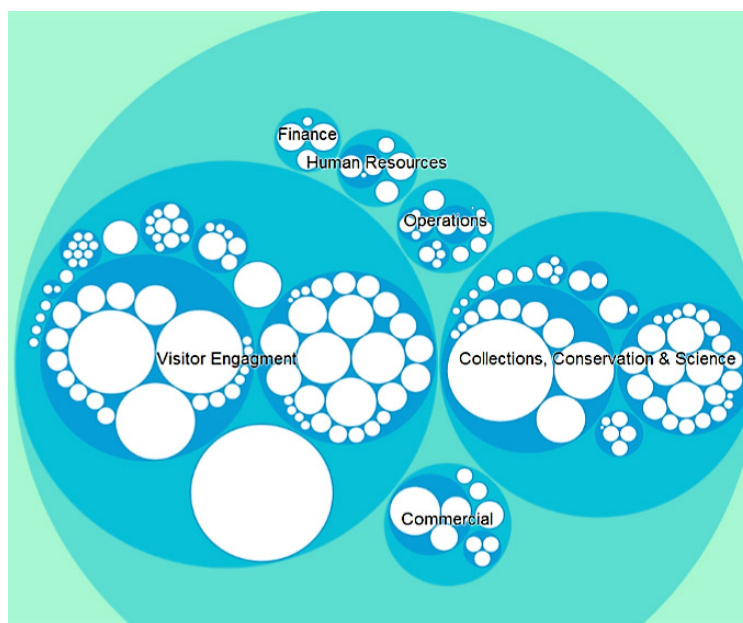 Finance
Human Resources
Operations
Visitor Engagment
Collections, Conservation & Science
Commercial